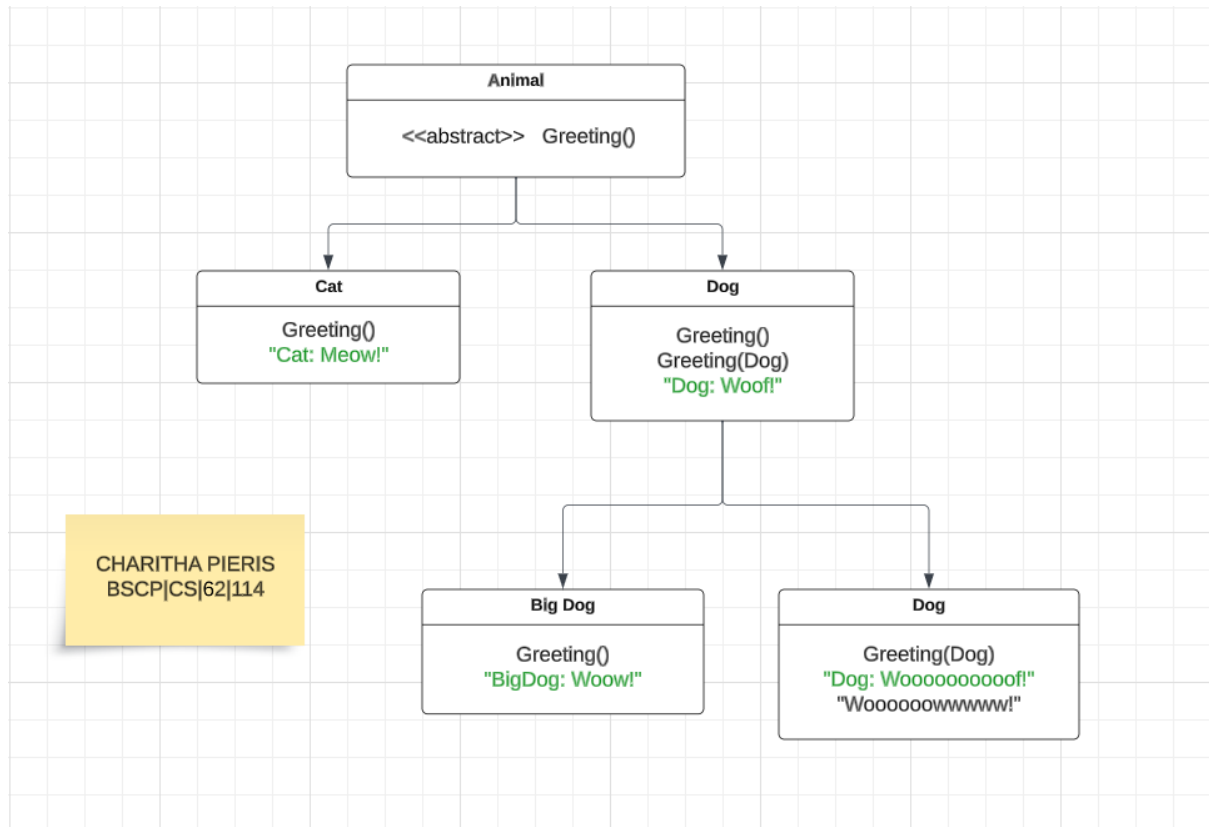 Animal
<<abstract>> Greeting()
Cat
Greeting()
"Cat: Meow!"
Dog
Greeting()
Greeting(Dog)
"Dog: Woof!"
CHARITHA PIERIS
BSCP|CS|62|114
Big Dog
Greeting()
"BigDog: Woow!"
Dog
Greeting(Dog)
"Dog: Woooooooooof!"
"Woooooowwwww!"